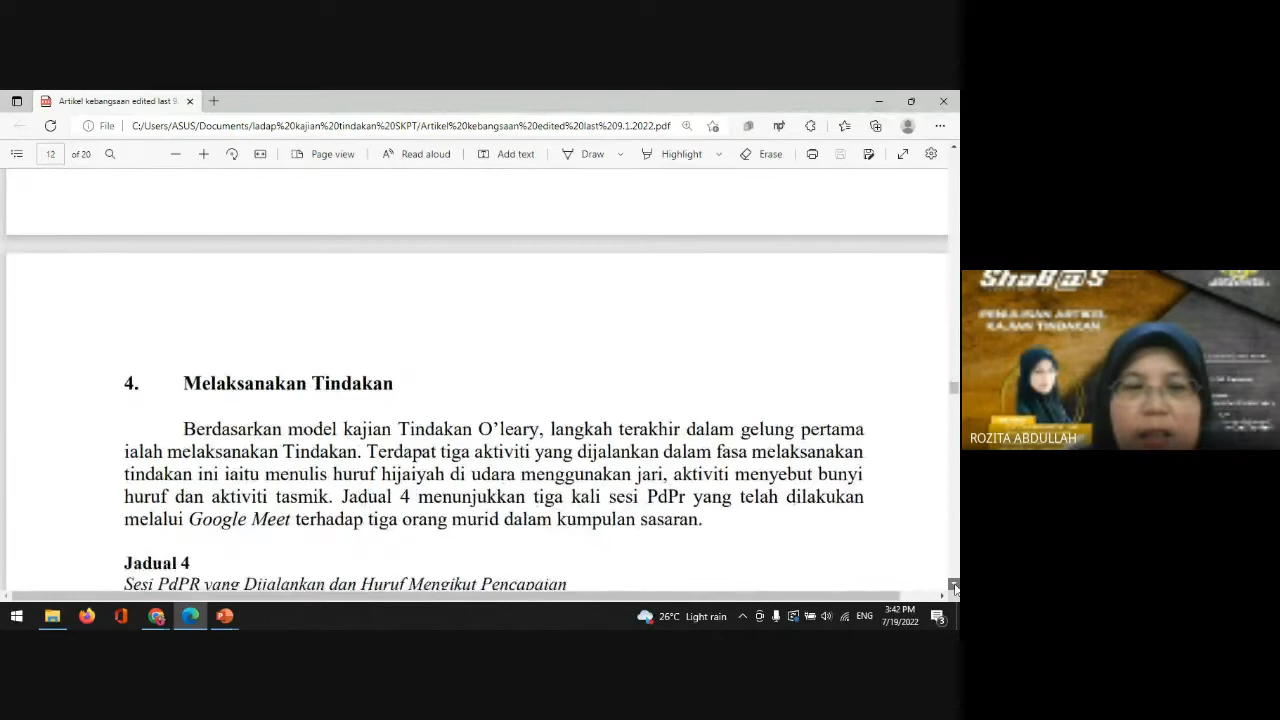 Artikel kebangsaan edited last 9.
File C:/Users/ASUS/Documents/ladap%20kajian%20tindakan%20SKPT/Artikel%20kebangsaan%20edited%20last%209.1.2022.pdf
12 of 20 Page view Read aloud Add text Draw Highlight Erase
4. Melaksanakan Tindakan
Berdasarkan model kajian Tindakan O’leary, langkah terakhir dalam gelung pertama
ialah melaksanakan Tindakan. Terdapat tiga aktiviti yang dijalankan dalam fasa melaksanakan
tindakan ini iaitu menulis huruf hijaiyah di udara menggunakan jari, aktiviti menyebut bunyi
huruf dan aktiviti tasmik. Jadual 4 menunjukkan tiga kali sesi PdPr yang telah dilakukan
melalui Google Meet terhadap tiga orang murid dalam kumpulan sasaran.
Jadual 4
Sesi PdPR yang Dijalankan dan Huruf Mengikut Pencapaian
26°C Light rain
ENG
3:42 PM
7/19/2022
3
Shab@S
PENULISAN ARTIKEL
KAJIAN TINDAKAN
ROZITA ABDULLAH